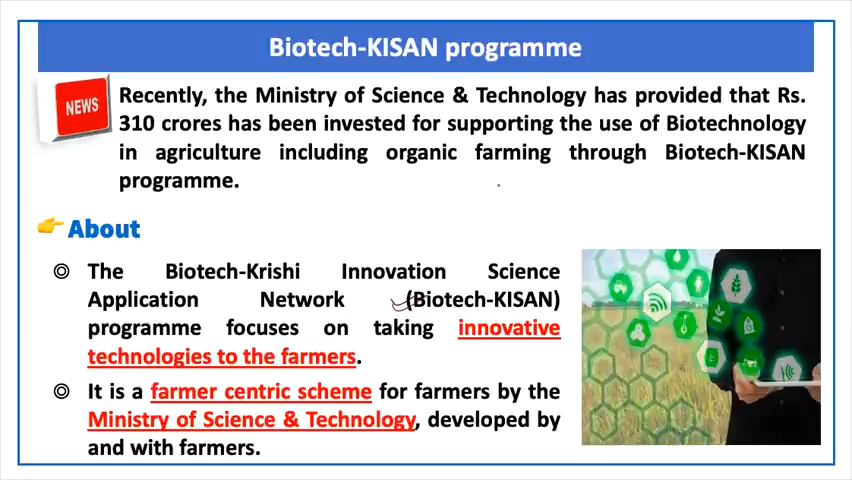 Biotech-KISAN programme
NEWS
Recently, the Ministry of Science & Technology has provided that Rs.
310 crores has been invested for supporting the use of Biotechnology
in agriculture including organic farming through Biotech-KISAN
programme.
About
The Biotech-Krishi Innovation Science
Application Network (Biotech-KISAN)
programme focuses on taking innovative
technologies to the farmers.
It is a farmer centric scheme for farmers by the
Ministry of Science & Technology, developed by
and with farmers.